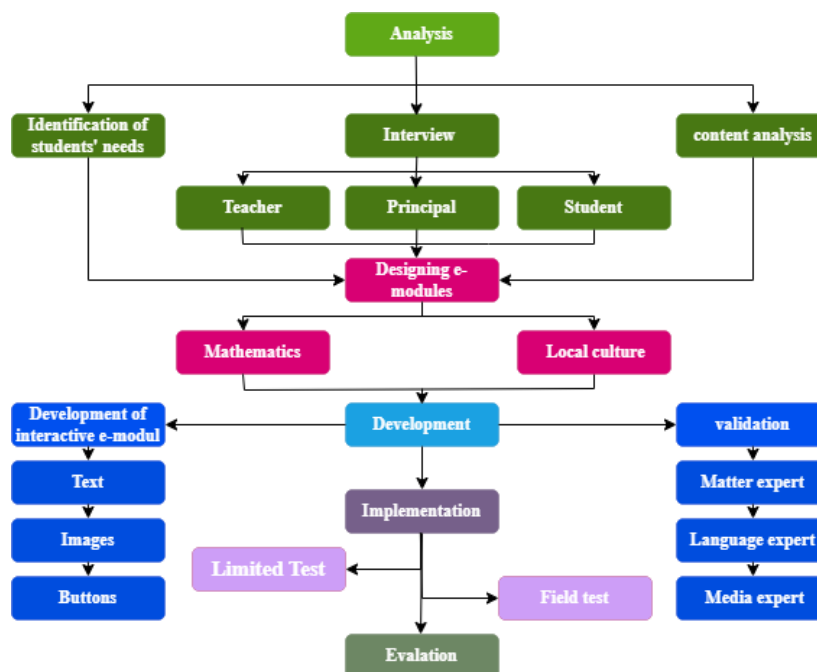 Analysis
Identification of
students' needs
Interview
content analysis
Teacher
Principal
Student
Designing e-
modules
Mathematics
Local culture
Development of
interactive e-modul
Development
validation
Text
Matter expert
Implementation
Images
Language expert
Limited Test
Buttons
Field test
Media expert
Evalation